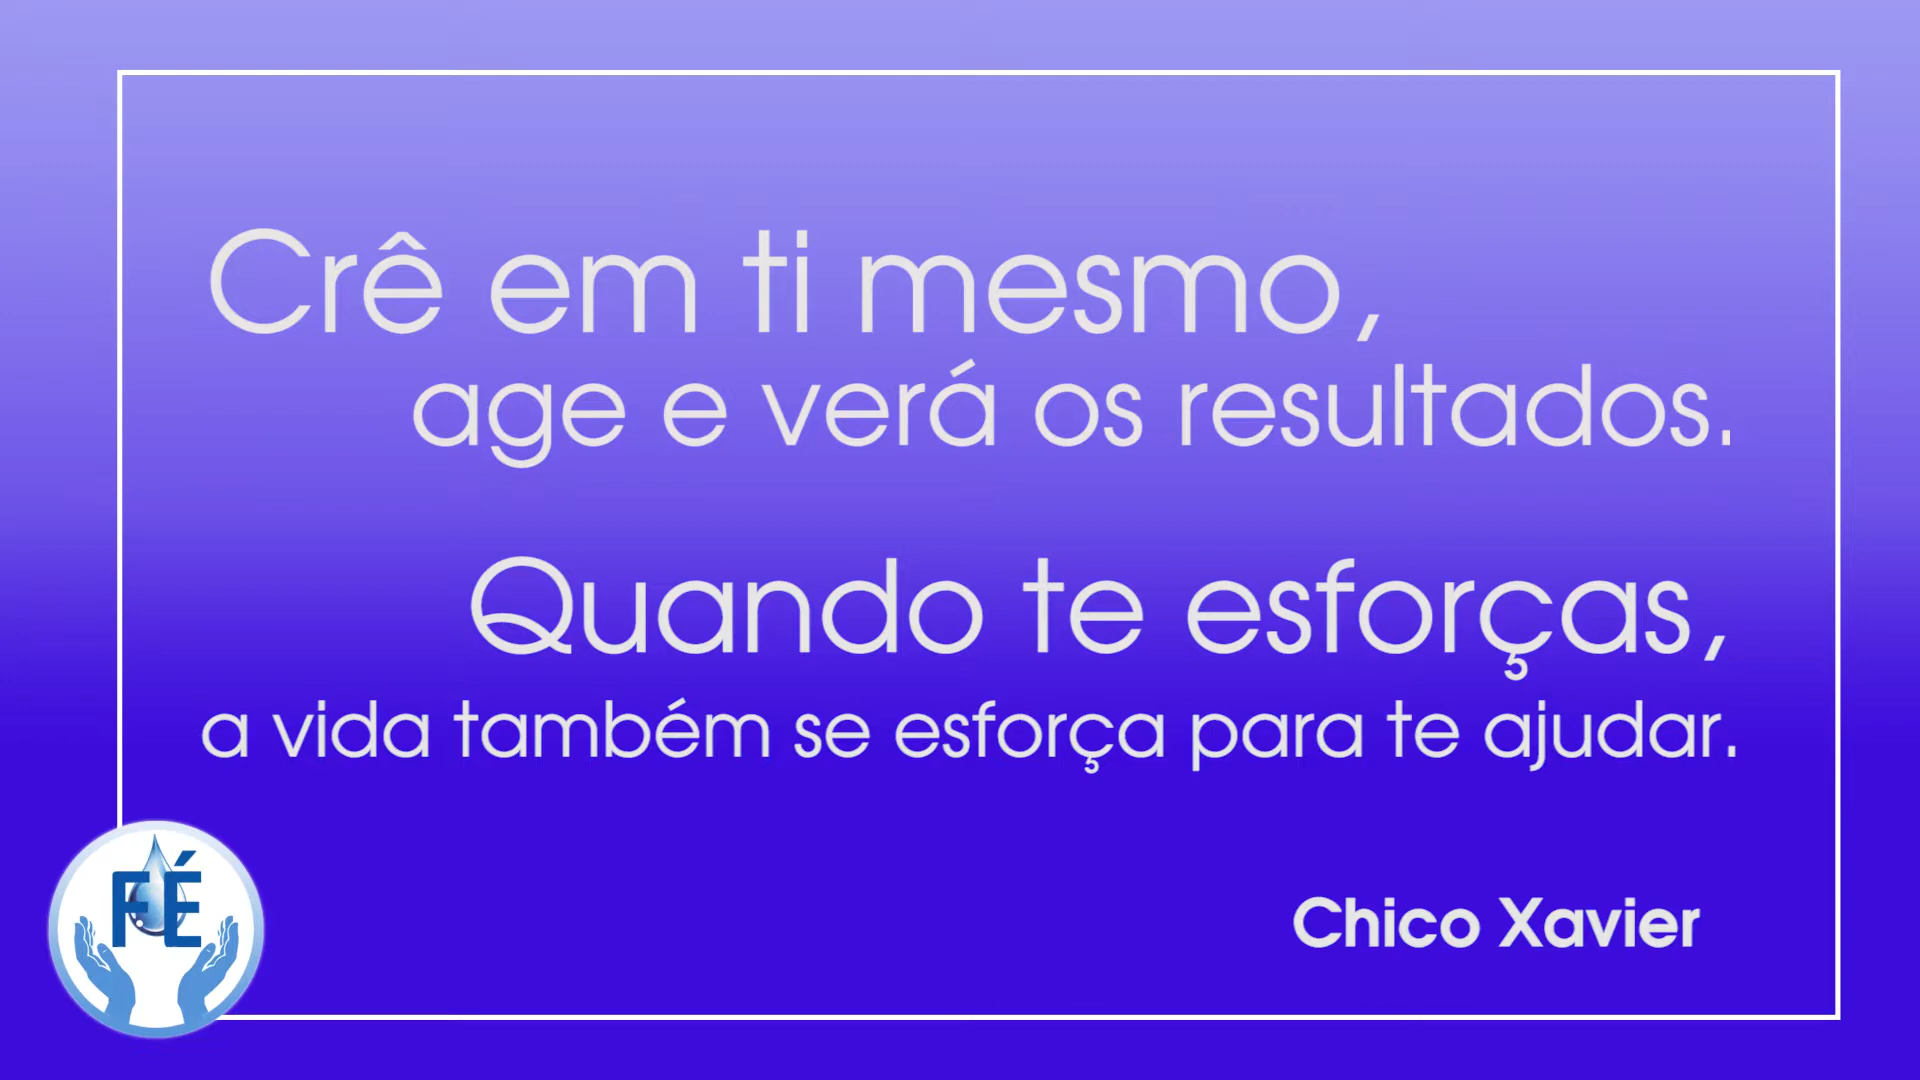 Crê em ti mesmo,
age e verá os resultados.
Quando te esforças,
a vida também se esforça para te ajudar.
Chico Xavier
FÉ